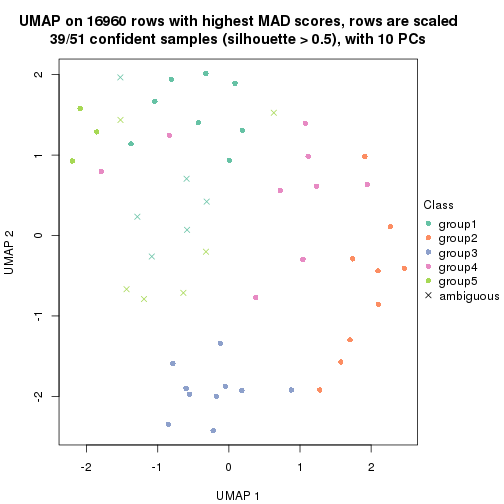 UMAP on 16960 rows with highest MAD scores, rows are scaled
39/51 confident samples (silhouette > 0.5), with 10 PCs
2
1
0
-1
-2
UMAP 2
-2 -1 0 1 2
UMAP 1
Class
group1
group2
group3
group4
group5
ambiguous